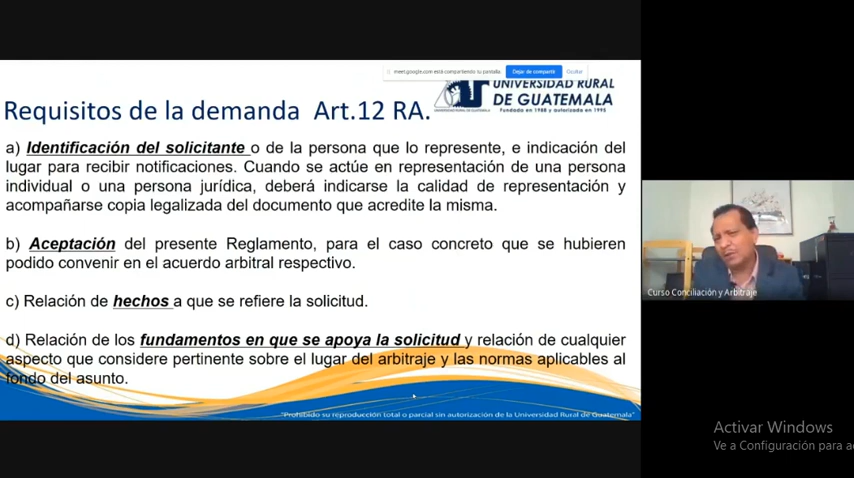 meet.google.com está compartiendo su pantalla. Dejar de compartir Ocultar
UNIVERSIDAD RURAL
DE GUATEMALA
Fundada en 1988 y autorizada en 1995
Requisitos de la demanda Art.12 RA.
a) Identificación del solicitante o de la persona que lo represente, e indicación del
lugar para recibir notificaciones. Cuando se actúe en representación de una persona
individual o una persona jurídica, deberá indicarse la calidad de representación y
acompañarse copia legalizada del documento que acredite la misma.
b) Aceptación del presente Reglamento, para el caso concreto que se hubieren
podido convenir en el acuerdo arbitral respectivo.
c) Relación de hechos a que se refiere la solicitud.
d) Relación de los fundamentos en que se apoya la solicitud y relación de cualquier
aspecto que considere pertinente sobre el lugar del arbitraje y las normas aplicables al
fondo del asunto.
"Prohibido su reproducción total o parcial sin autorización de la Universidad Rural de Guatemala"
Curso Conciliación y Arbitraje
Activar Windows
Ve a Configuración para a